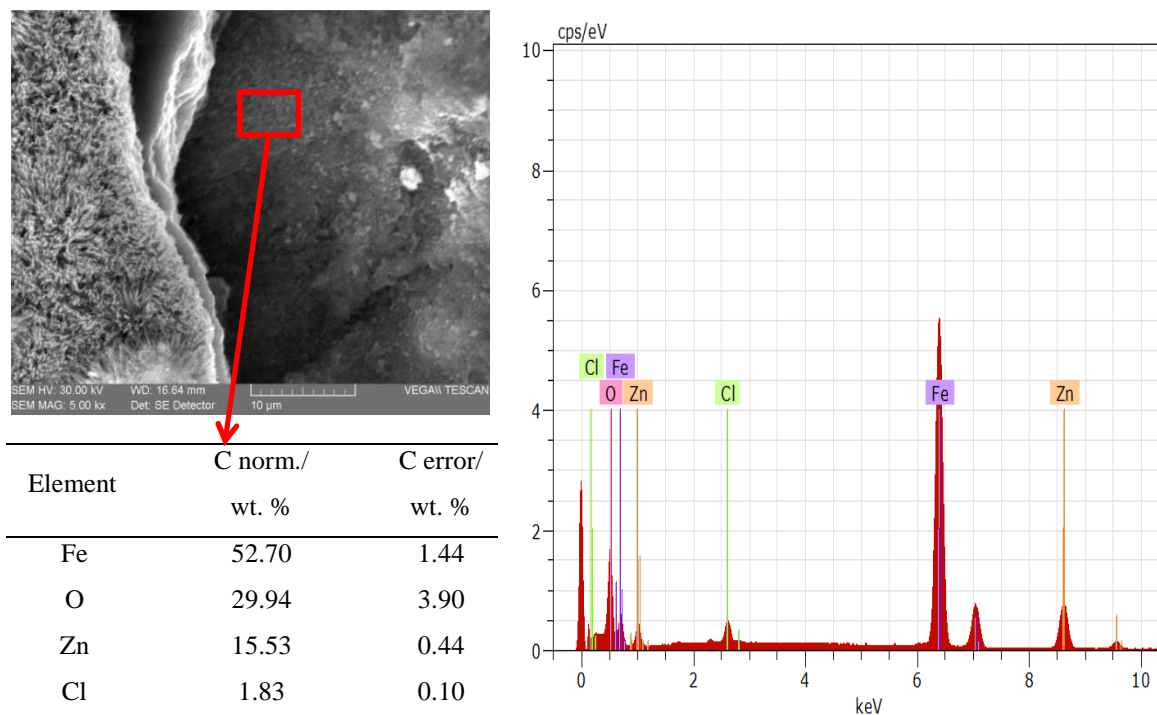 SEM HV: 30.00 kV WD: 16.64 mm VEGA\\ TESCAN
SEM MAG: 5.00 kx Det: SE Detector 10 µm
Element C norm./ wt. % C error/ wt. %
Fe 52.70 1.44
O 29.94 3.90
Zn 15.53 0.44
Cl 1.83 0.10
cps/eV
10
8
6
4
2
0
Cl Fe
O Zn Cl Fe Zn
0 2 4 6 8 10
keV